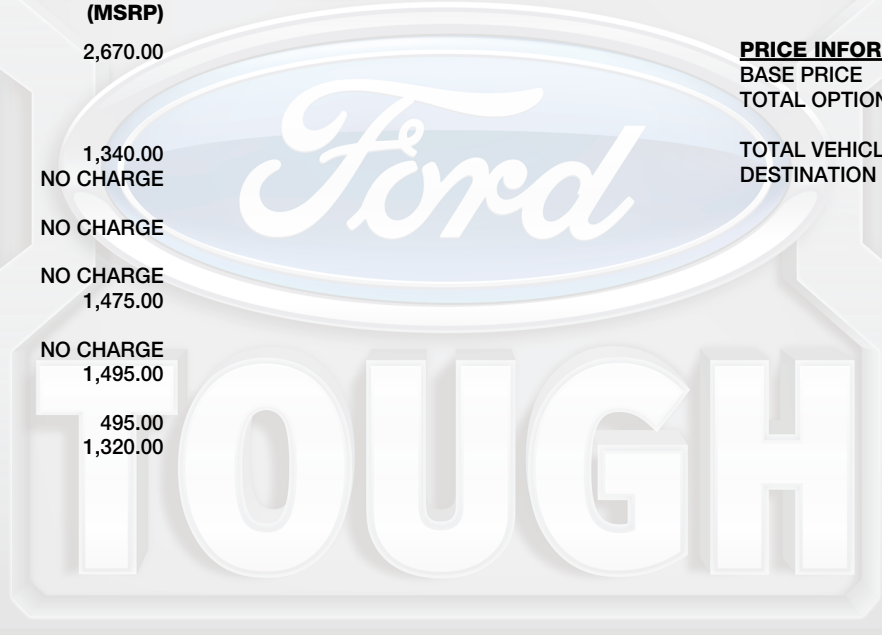 (MSRP)
2,670.00
1,340.00
NO CHARGE
NO CHARGE
NO CHARGE
1,475.00
NO CHARGE
1,495.00
495.00
1,320.00
PRICE INFOR
BASE PRICE
TOTAL OPTION
TOTAL VEHICL
DESTINATION
Ford
TOUGH